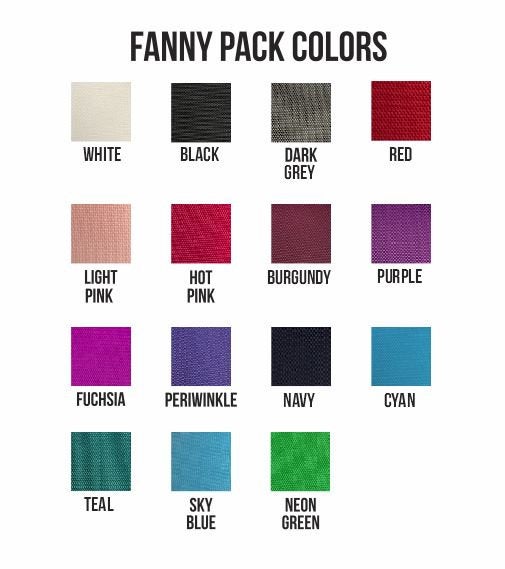 FANNY PACK COLORS
WHITE
BLACK
DARK
GREY
RED
LIGHT
PINK
HOT
PINK
BURGUNDY
PURPLE
FUCHSIA
PERIWINKLE
NAVY
CYAN
TEAL
SKY
BLUE
NEON
GREEN